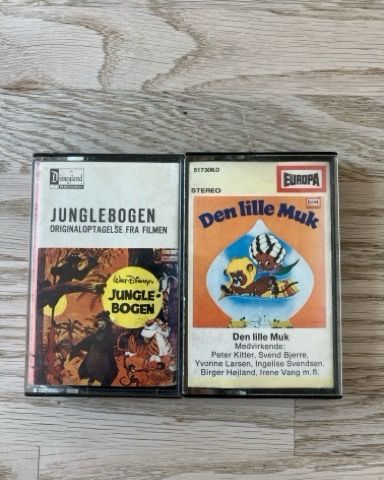 Disneyland
JUNGLEBOGEN
ORIGINALOPTAGELSE FRA FILMEN
Walt Disney's
JUNGLE-
BOGEN
517306.0
EUROPA
STEREO
Den lille Muk
Den lille Muk
Medvirkende:
Peter Kitter, Svend Bjerre,
Yvonne Larsen, Ingelise Svendsen,
Birger Højland, Irene Vang m.fl.